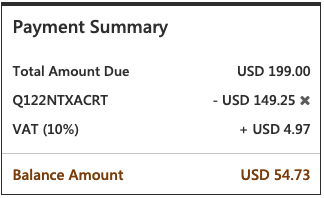 Payment Summary
Total Amount Due USD 199.00
Q122NTXACRT - USD 149.25 ✖
VAT (10%) + USD 4.97
Balance Amount USD 54.73